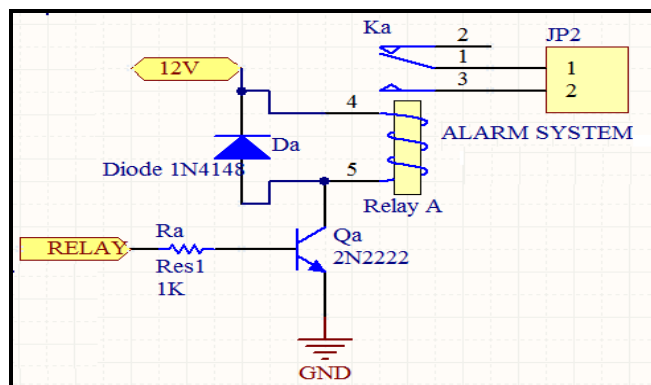 Ka
2
JP2
12V
1
1
3
2
4
ALARM SYSTEM
Da
Diode 1N4148
5
Relay A
RELAY
Ra
Qa
Res1
2N2222
1K
GND